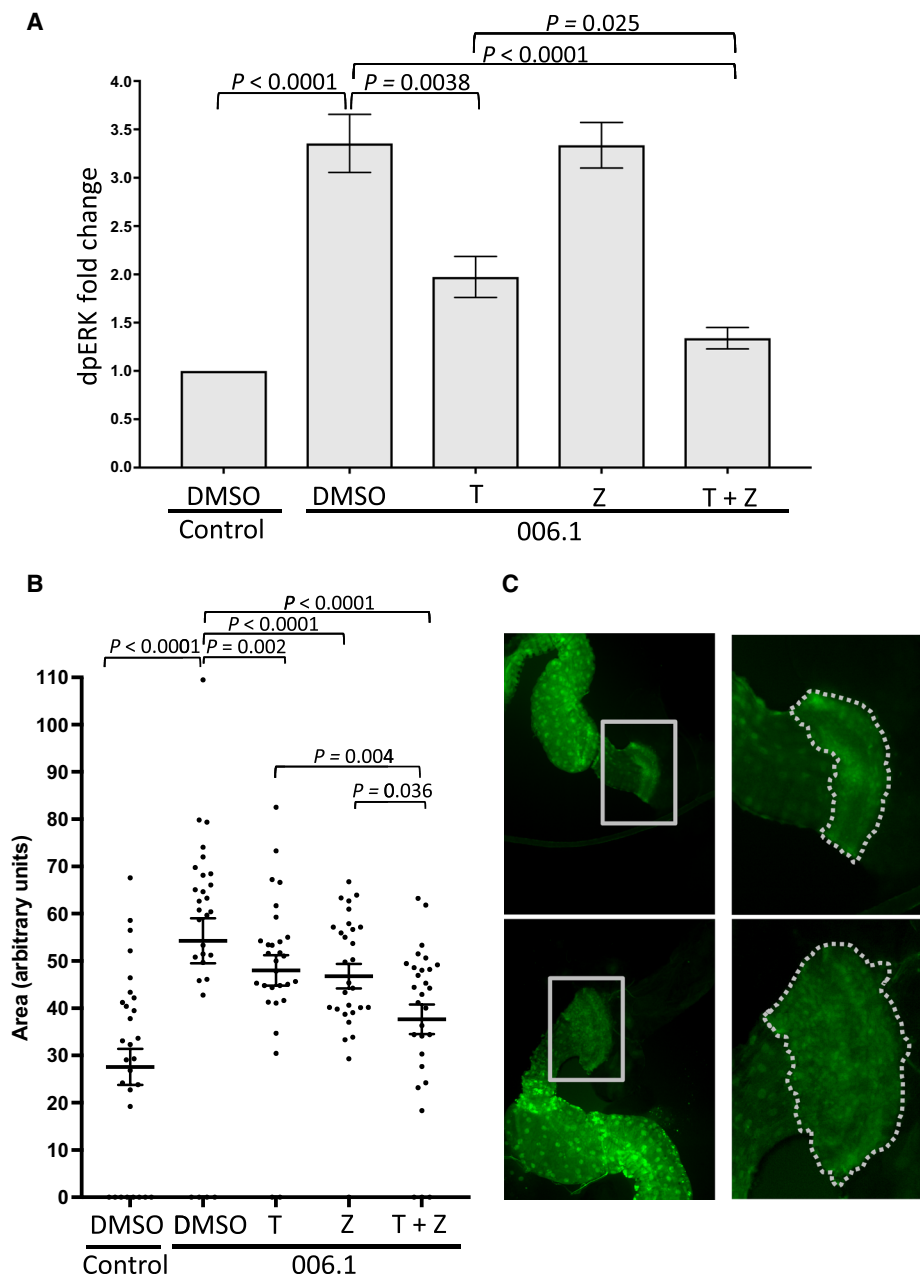 A
P = 0.025
P < 0.0001
P < 0.0001
P = 0.0038
4.0
3.5
3.0
2.5
2.0
1.5
1.0
0.5
0.0
dpERK fold change
DMSO
DMSO
T
Z
T + Z
Control
006.1
B
P < 0.0001
P < 0.0001
P < 0.0001
P = 0.002
P = 0.004
P = 0.036
110
100
90
80
70
60
50
40
30
20
10
0
Area (arbitrary units)
DMSO
DMSO
T
Z
T + Z
Control
006.1
C